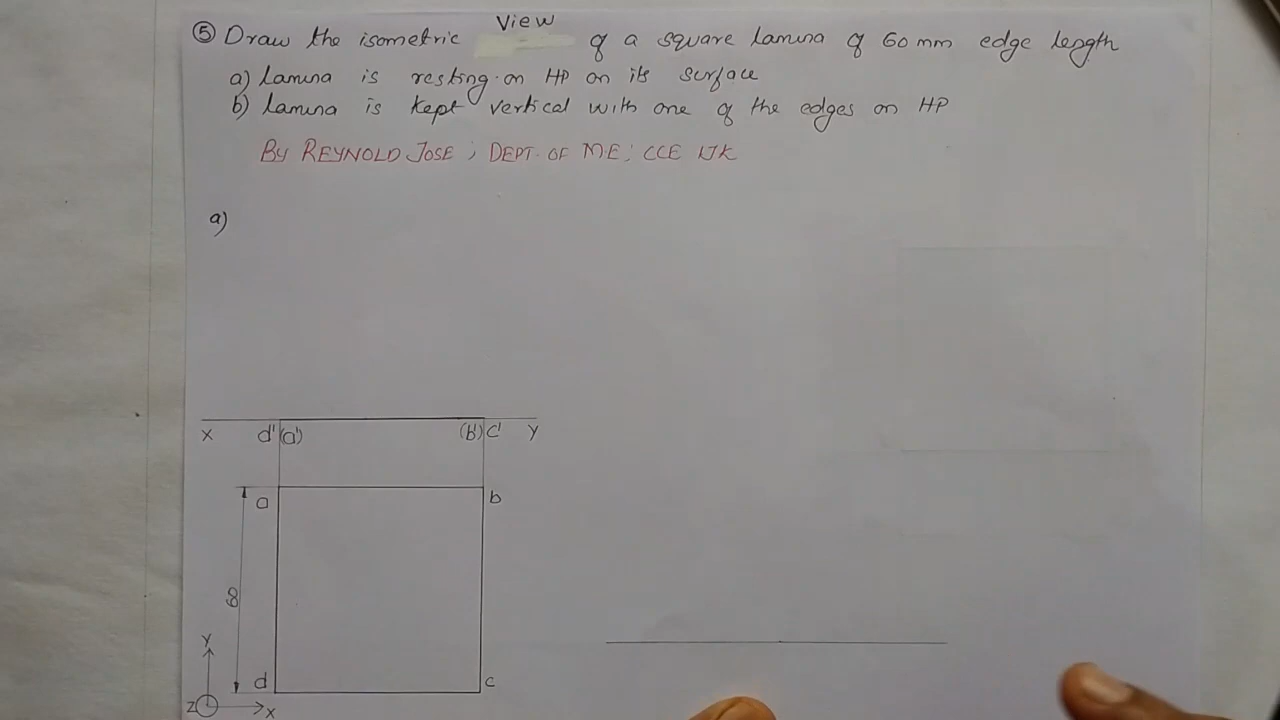 View
⑤ Draw the isometric of a square lamina of 60 mm edge length
a) lamina is resting on HP on its surface
b) lamina is kept vertical with one of the edges on HP
By REYNOLD JOSE ; DEPT. OF M.E ; CCE IJK
a)
X d' (a') (b') c' Y
a b
60
Y
d c
Z X